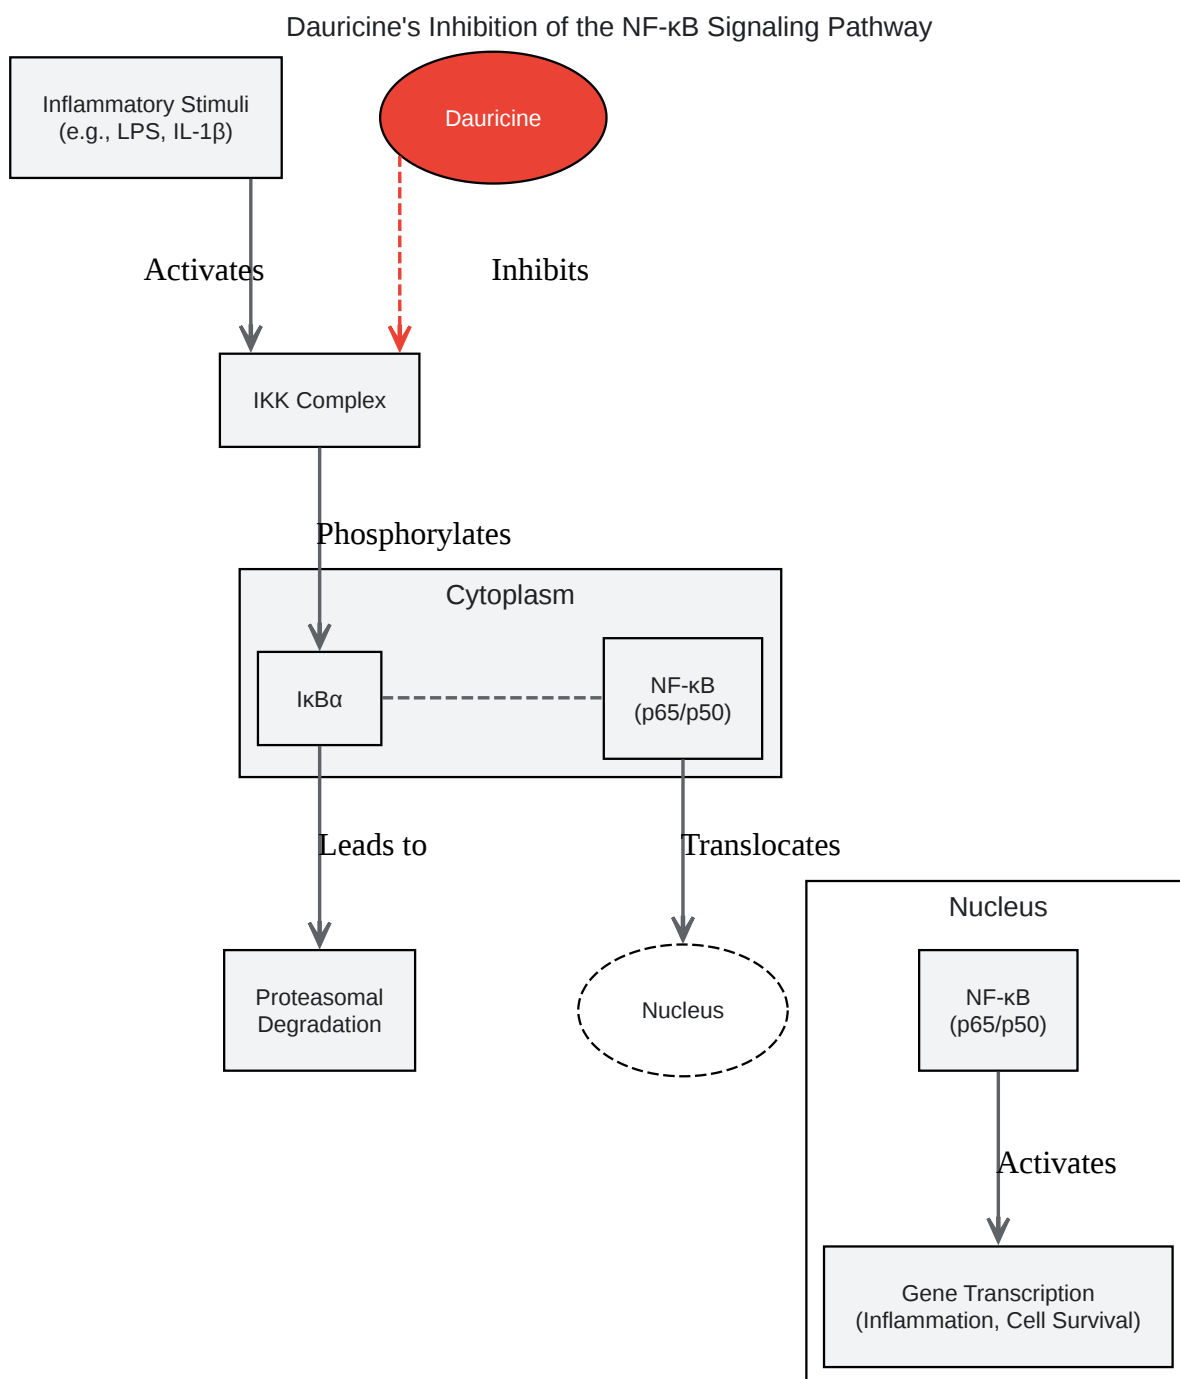 Dauricine's Inhibition of the NF-κB Signaling Pathway
Inflammatory Stimuli
(e.g., LPS, IL-1β)
Dauricine
Activates
Inhibits
IKK Complex
Phosphorylates
Cytoplasm
IκBα
NF-κB
(p65/p50)
Leads to
Translocates
Nucleus
Proteasomal
Degradation
Nucleus
NF-κB
(p65/p50)
Activates
Gene Transcription
(Inflammation, Cell Survival)